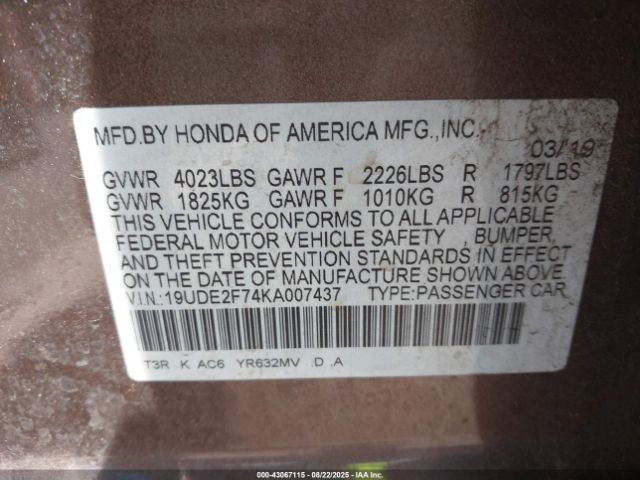 MFD.BY HONDA OF AMERICA MFG.,INC.
03/19
GVWR 4023LBS GAWR F 2226LBS R 1797LBS
GVWR 1825KG GAWR F 1010KG R 815KG
THIS VEHICLE CONFORMS TO ALL APPLICABLE
FEDERAL MOTOR VEHICLE SAFETY , BUMPER,
AND THEFT PREVENTION STANDARDS IN EFFECT
ON THE DATE OF MANUFACTURE SHOWN ABOVE.
V.I.N.: 19UDE2F74KA007437 TYPE:PASSENGER CAR
T3R K AC6 YR632MV .D .A
000-43067115 - 08/22/2025 - IAA Inc.